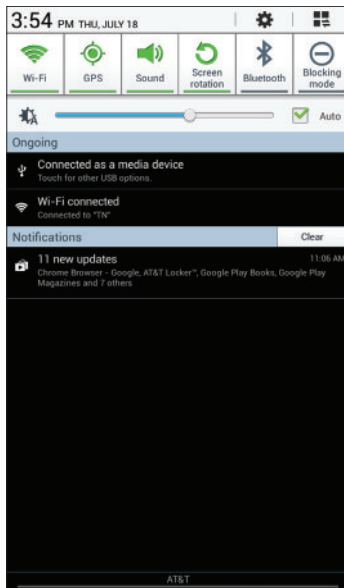 3:54 PM THU, JULY 18
Wi-Fi GPS Sound Screen rotation Bluetooth Blocking mode
Auto
Ongoing
Connected as a media device
Touch for other USB options.
Wi-Fi connected
Connected to "TN"
Notifications Clear
11 new updates 11:06 AM
Chrome Browser - Google, AT&T Locker™, Google Play Books, Google Play
Magazines and 7 others
AT&T